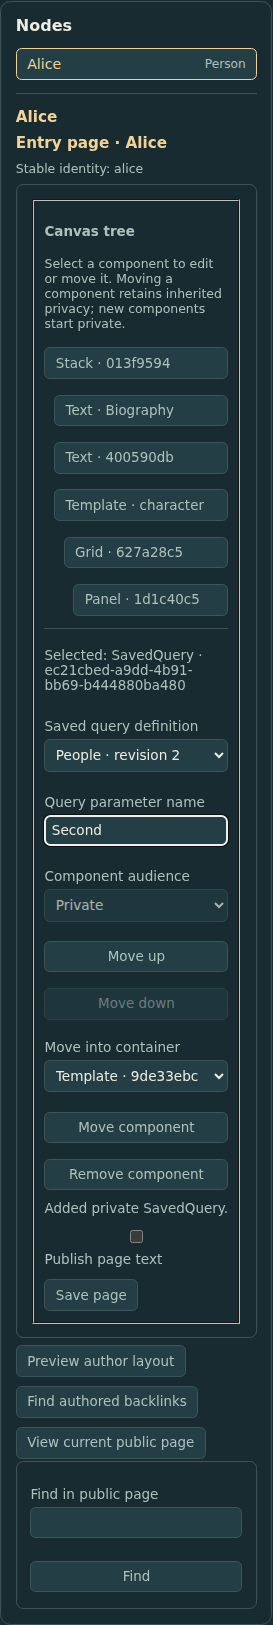 Nodes
Alice Person
Alice
Entry page · Alice
Stable identity: alice
Canvas tree
Select a component to edit
or move it. Moving a
component retains inherited
privacy; new components
start private.
Stack · 013f9594
Text · Biography
Text · 400590db
Template · character
Grid · 627a28c5
Panel · 1d1c40c5
Selected: SavedQuery ·
ec21cbed-a9dd-4b91-
bb69-b444880ba480
Saved query definition
People · revision 2
Query parameter name
Second
Component audience
Private
Move up
Move down
Move into container
Template · 9de33ebc
Move component
Remove component
Added private SavedQuery.
Publish page text
Save page
Preview author layout
Find authored backlinks
View current public page
Find in public page
Find